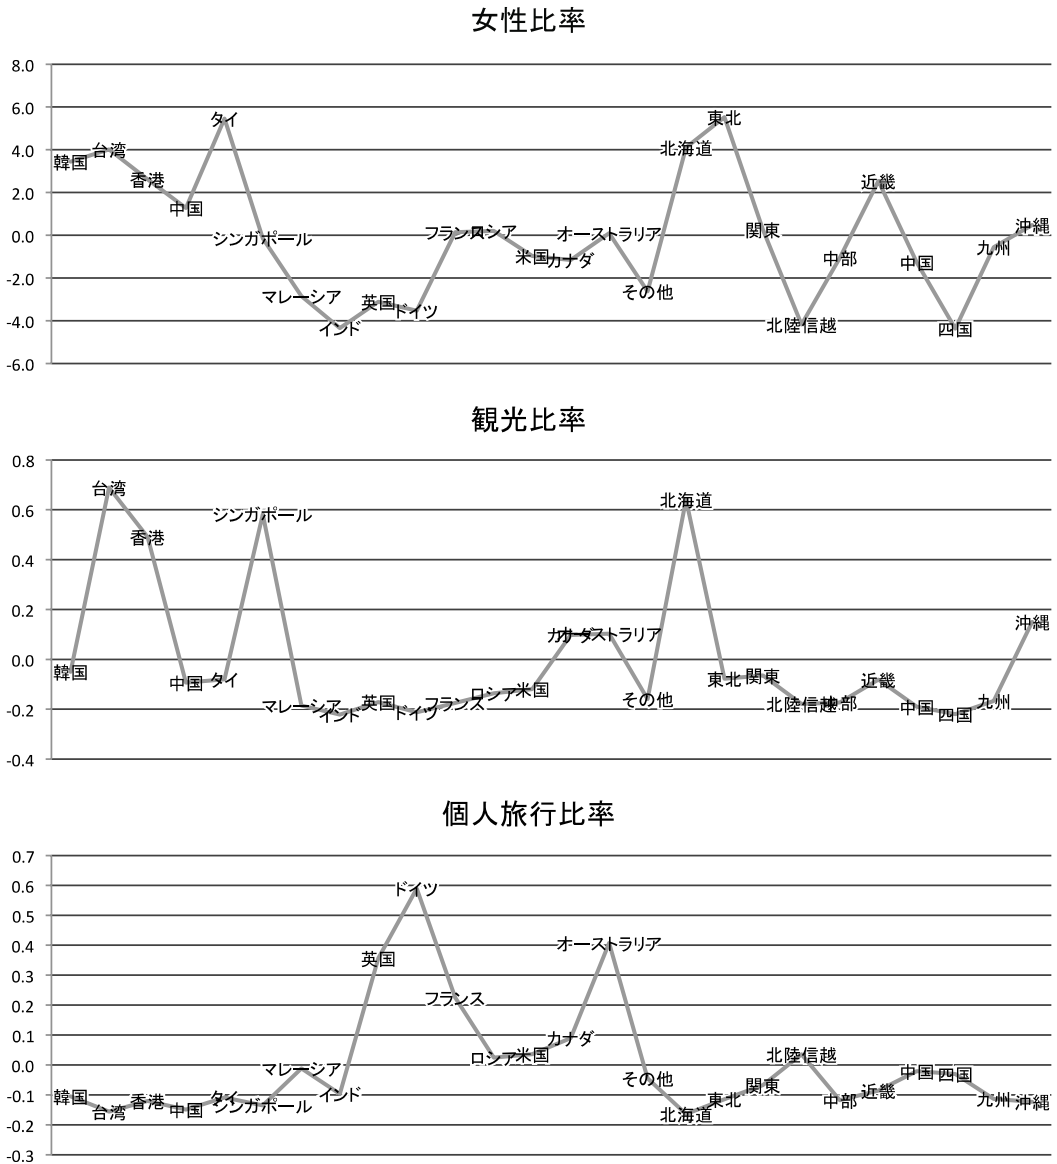 女性比率
8.0
6.0
4.0
2.0
0.0
-2.0
-4.0
-6.0
韓国
台湾
香港
中国
タイ
シンガポール
マレーシア
インド
英国
ドイツ
フランス
ロシア
米国
カナダ
オーストラリア
その他
北海道
東北
関東
北陸信越
中部
近畿
中国
四国
九州
沖縄
観光比率
0.8
0.6
0.4
0.2
0.0
-0.2
-0.4
韓国
台湾
香港
中国
タイ
シンガポール
マレーシア
インド
英国
ドイツ
フランス
ロシア
米国
カナダ
オーストラリア
その他
北海道
東北
関東
北陸信越
中部
近畿
中国
四国
九州
沖縄
個人旅行比率
0.7
0.6
0.5
0.4
0.3
0.2
0.1
0.0
-0.1
-0.2
-0.3
韓国
台湾
香港
中国
タイ
シンガポール
マレーシア
インド
英国
ドイツ
フランス
ロシア
米国
カナダ
オーストラリア
その他
北海道
東北
関東
北陸信越
中部
近畿
中国
四国
九州
沖縄